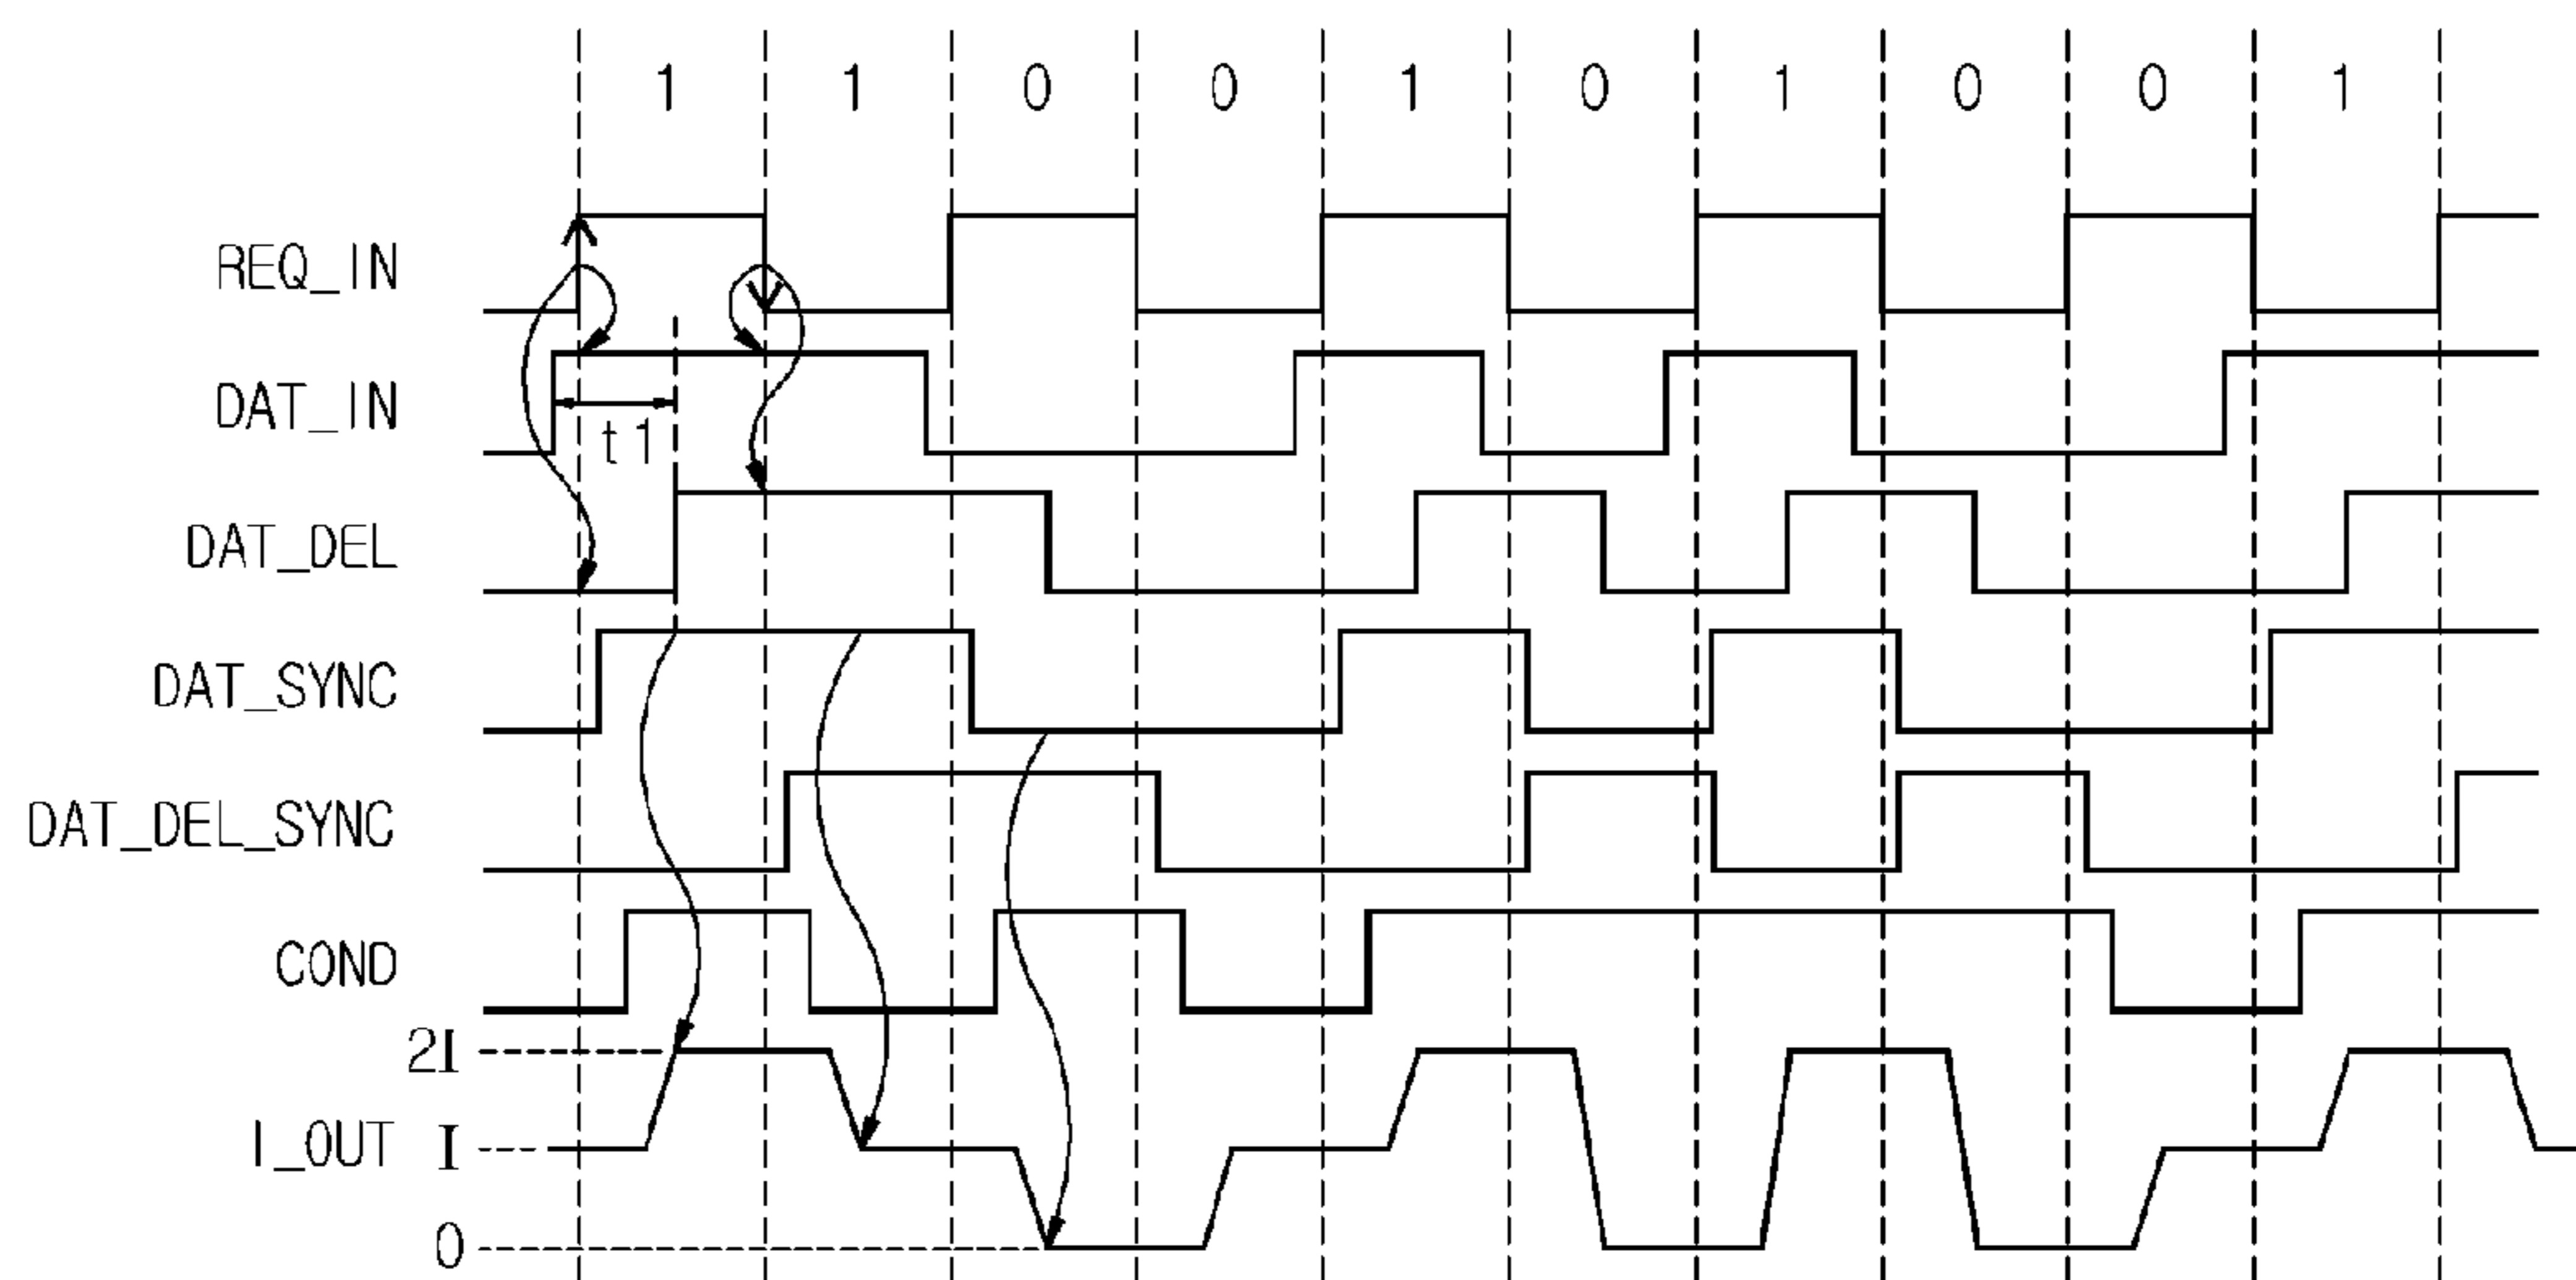 1 1 0 0 1 0 1 0 0 1
REQ_IN
DAT_IN
t1
DAT_DEL
DAT_SYNC
DAT_DEL_SYNC
COND
2I
I_OUT I
0